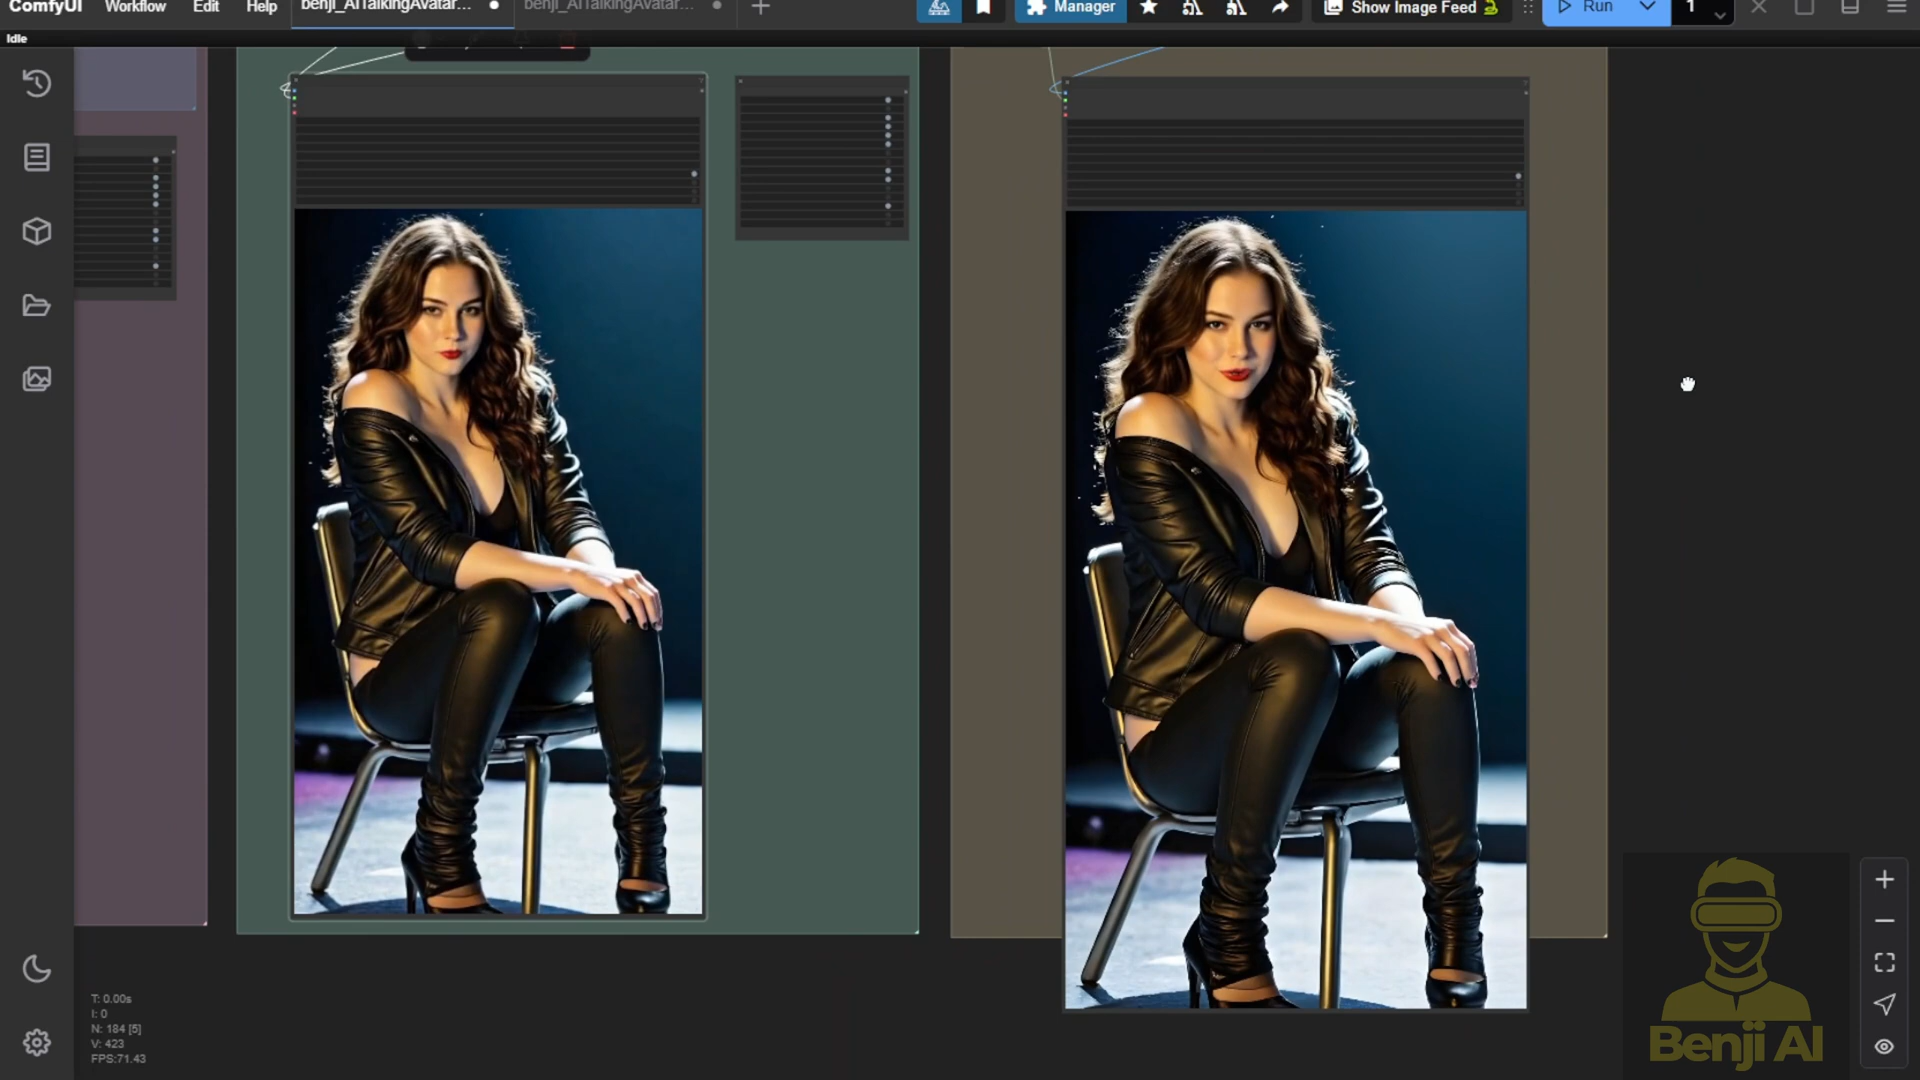 ComfyUI Workflow Edit Help benji_AITalkingAvatar... benji_AITalkingAvatar... Manager Show Image Feed Run 1
Idle
T: 0.00s
I: 0
N: 184 [5]
V: 423
FPS:71.43
Benji AI